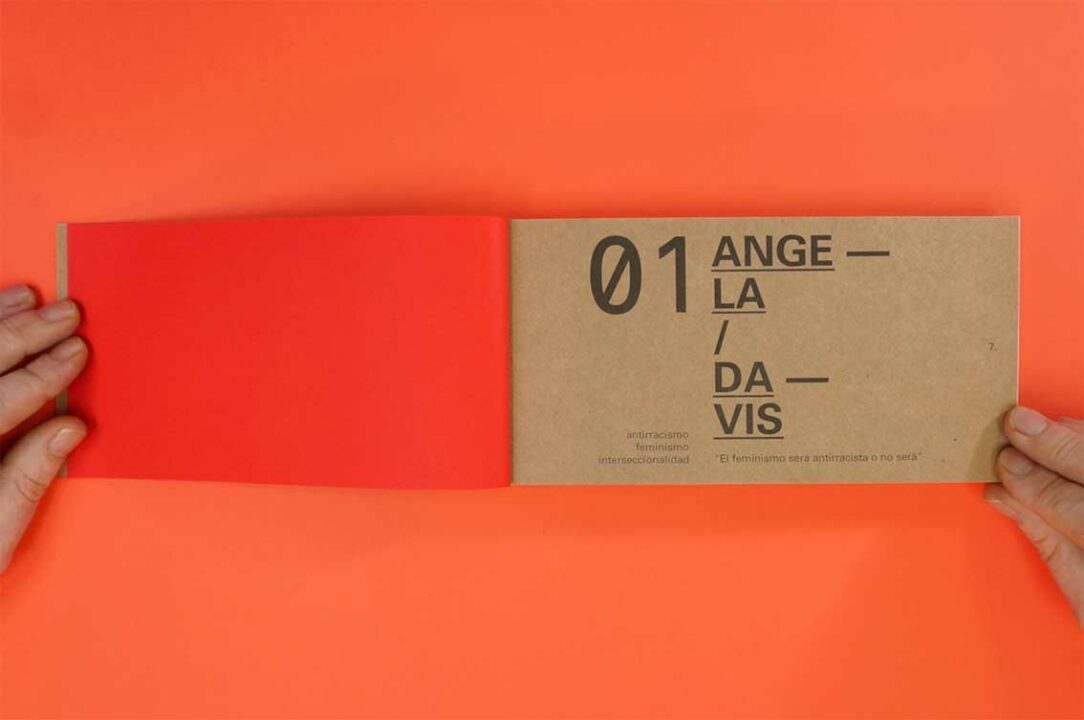 01
ANGE —
LA
/
DA —
VIS
7.
antirracismo
feminismo
interseccionalidad
"El feminismo será antirracista o no será"